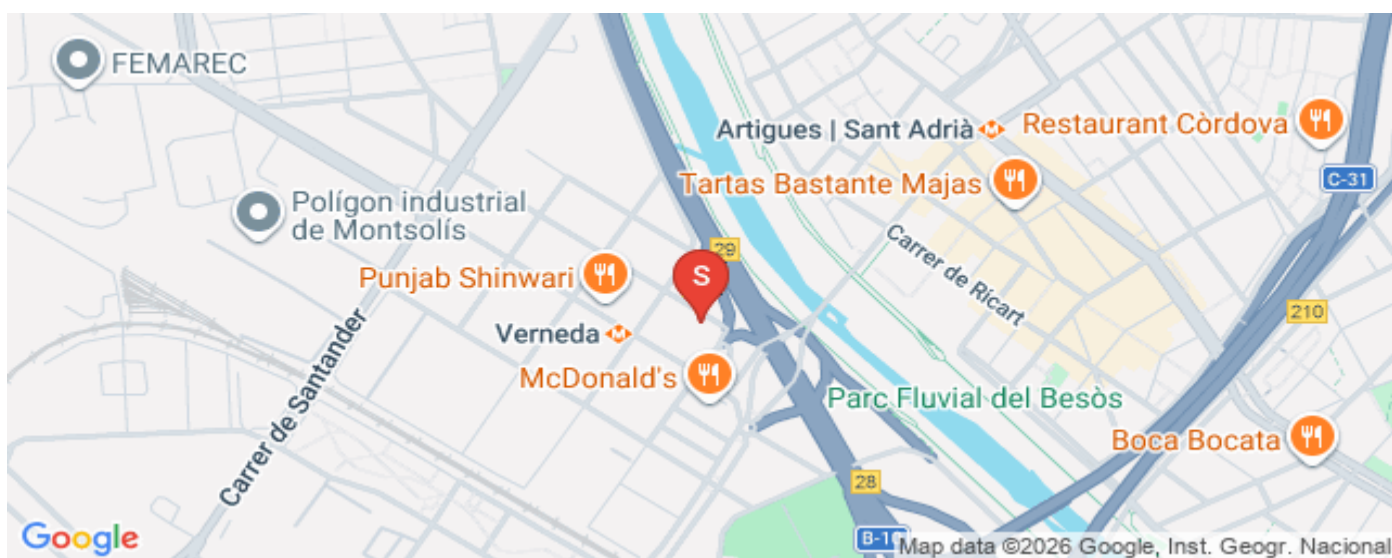 FEMAREC
Artigues | Sant Adrià
Restaurant Còrdova
C-31
Tartas Bastante Majas
Polígon industrial
de Montsolís
Carrer de Ricart
29
S
Punjab Shinwari
210
Verneda
McDonald's
Carrer de Santander
Parc Fluvial del Besòs
Boca Bocata
28
Google
Map data ©2026 Google, Inst. Geogr. Nacional